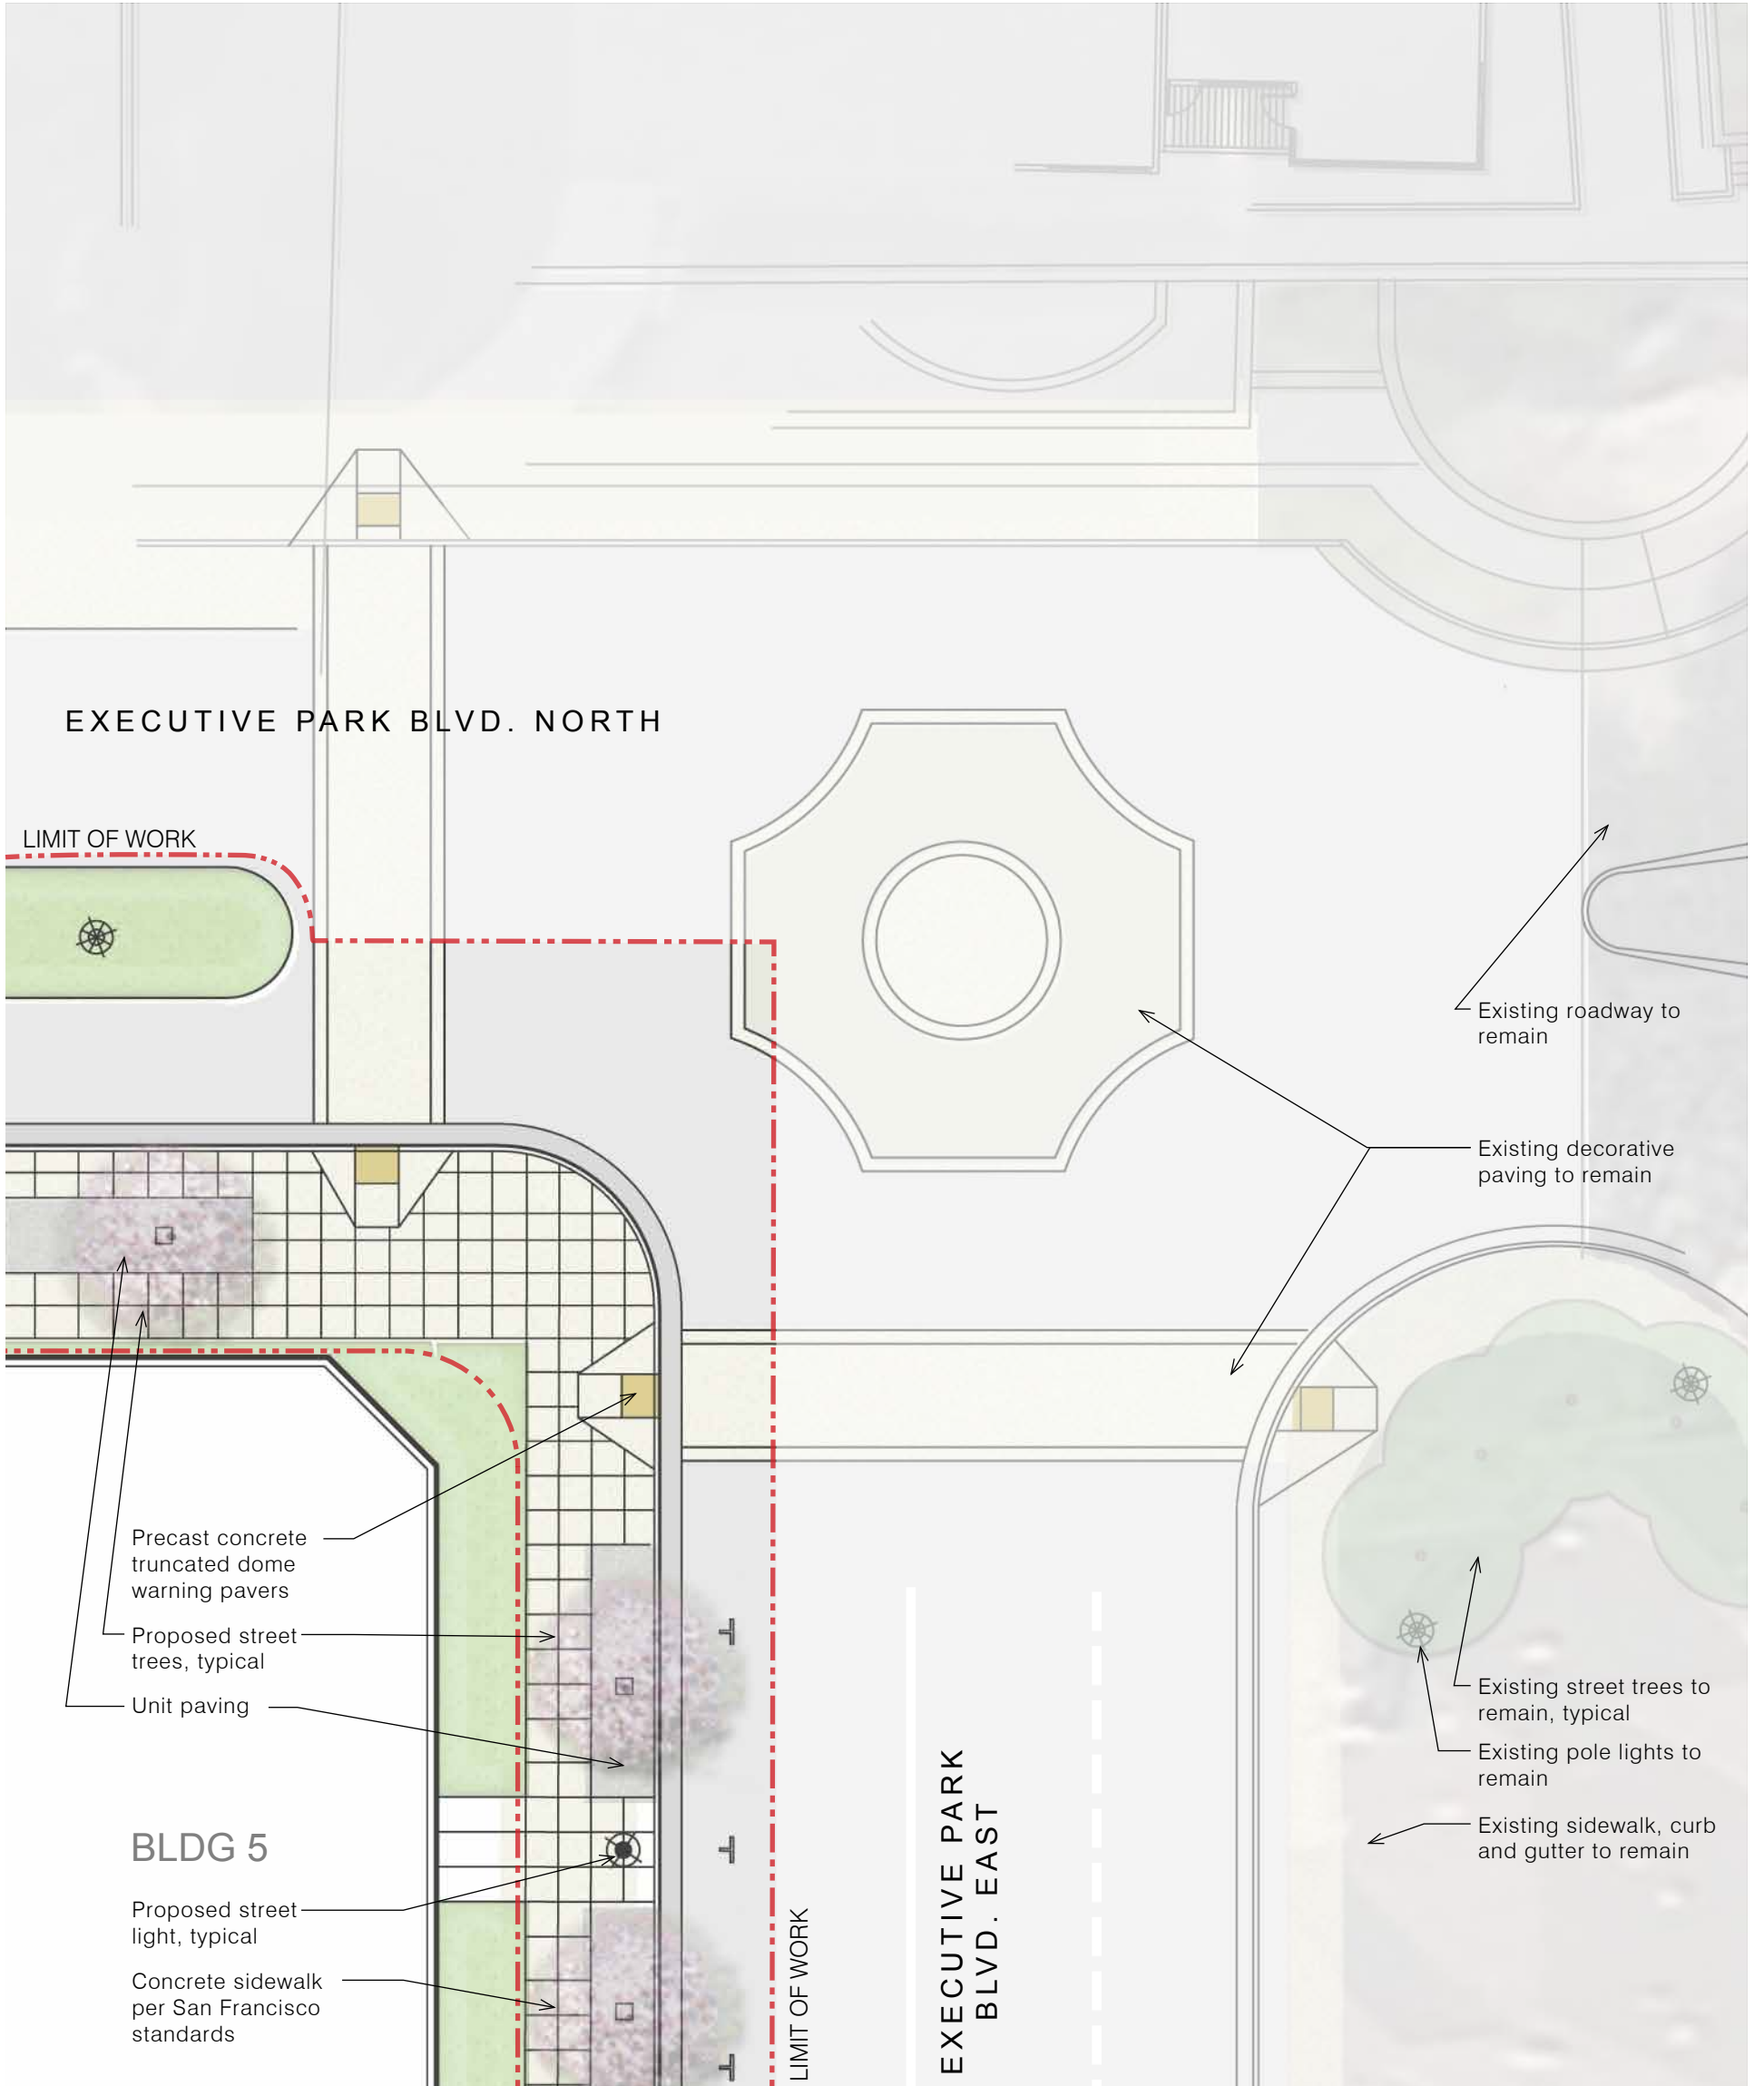 EXECUTIVE PARK BLVD. NORTH
LIMIT OF WORK
Existing roadway to
remain
Existing decorative
paving to remain
Precast concrete
truncated dome
warning pavers
Proposed street
trees, typical
Unit paving
BLDG 5
Proposed street
light, typical
Concrete sidewalk
per San Francisco
standards
LIMIT OF WORK
EXECUTIVE PARK
BLVD. EAST
Existing street trees to
remain, typical
Existing pole lights to
remain
Existing sidewalk, curb
and gutter to remain